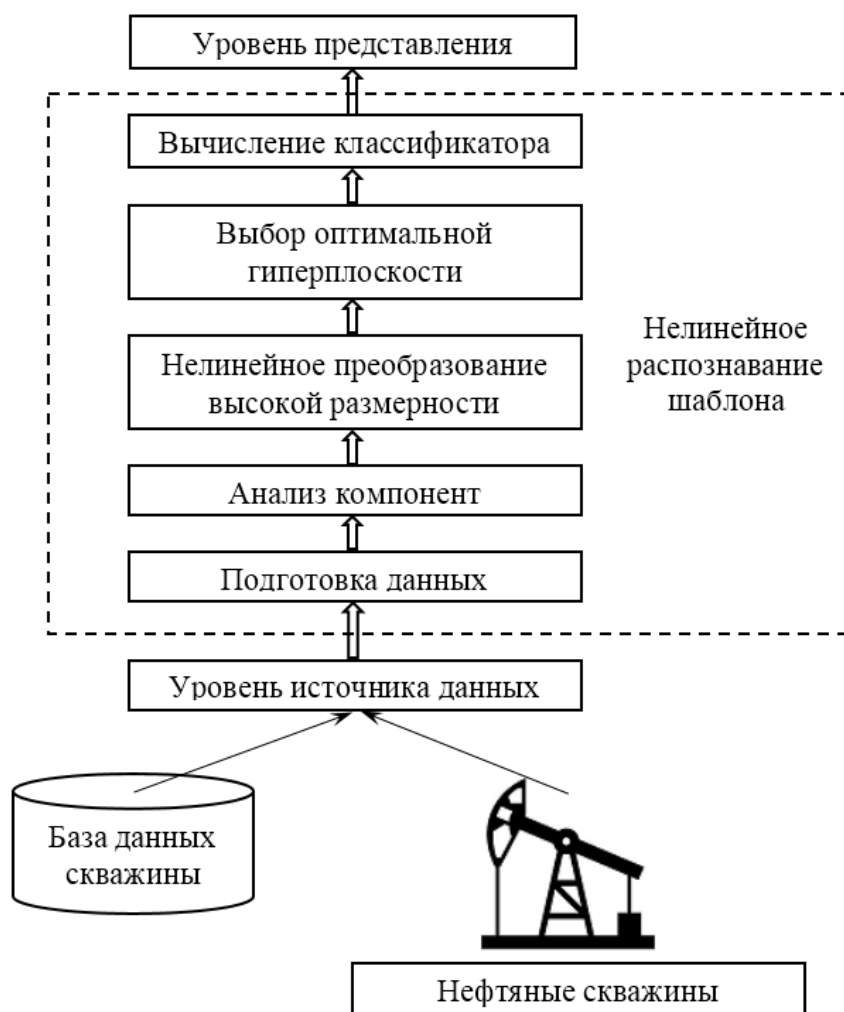 Уровень представления
Вычисление классификатора
Выбор оптимальной
гиперплоскости
Нелинейное преобразование
высокой размерности
Нелинейное
распознавание
шаблона
Анализ компонент
Подготовка данных
Уровень источника данных
База данных
скважины
Нефтяные скважины